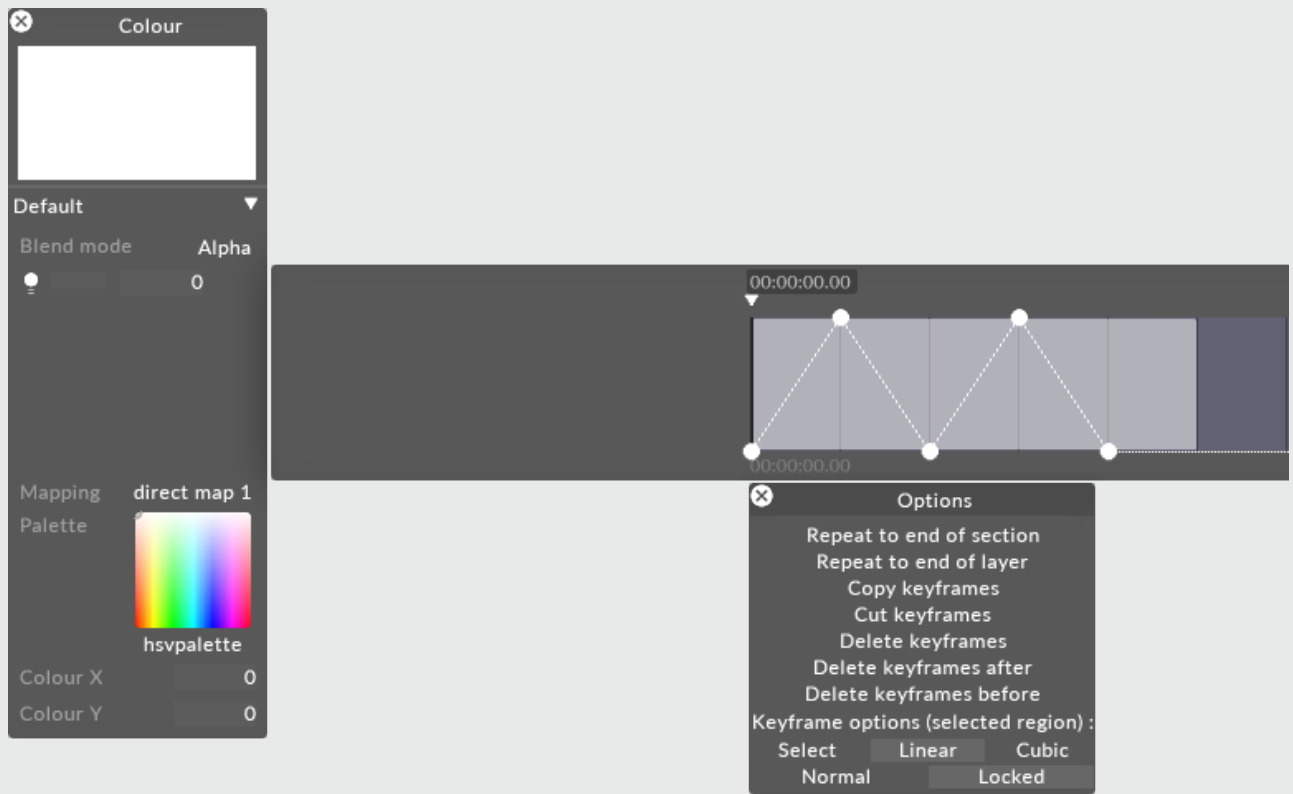 Colour
Default
Blend mode Alpha
0
00:00:00.00
00:00:00.00
Mapping direct map 1
Palette
hsvpalette
Colour X 0
Colour Y 0
Options
Repeat to end of section
Repeat to end of layer
Copy keyframes
Cut keyframes
Delete keyframes
Delete keyframes after
Delete keyframes before
Keyframe options (selected region) :
Select Linear Cubic
Normal Locked